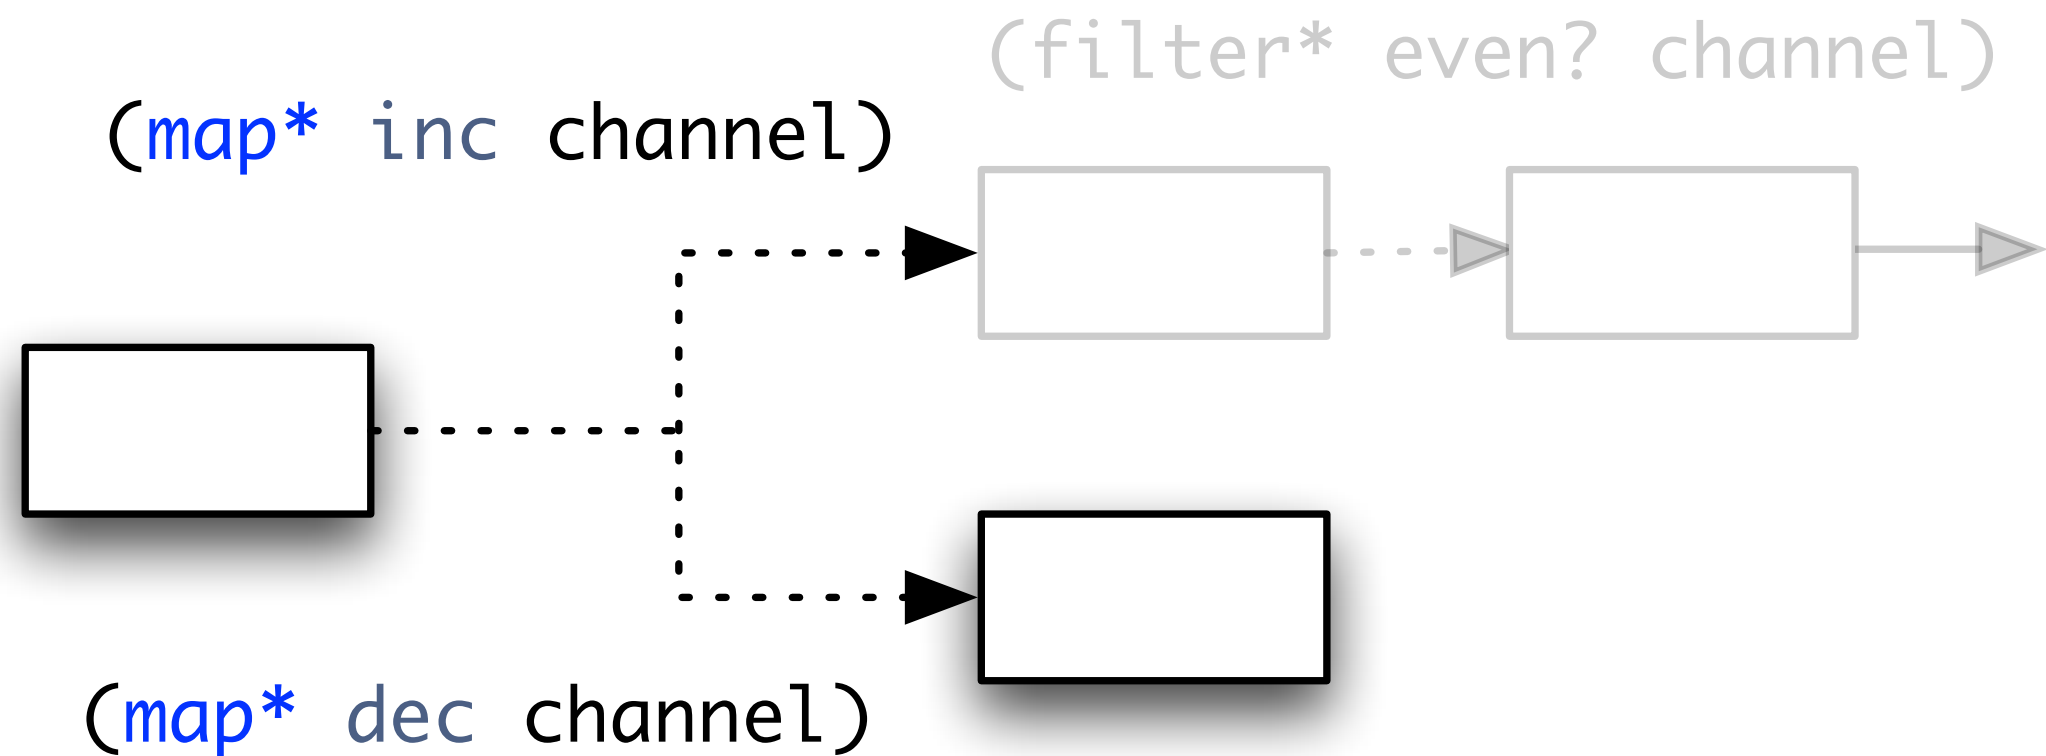 (filter* even? channel)
(map* inc channel)
(map* dec channel)